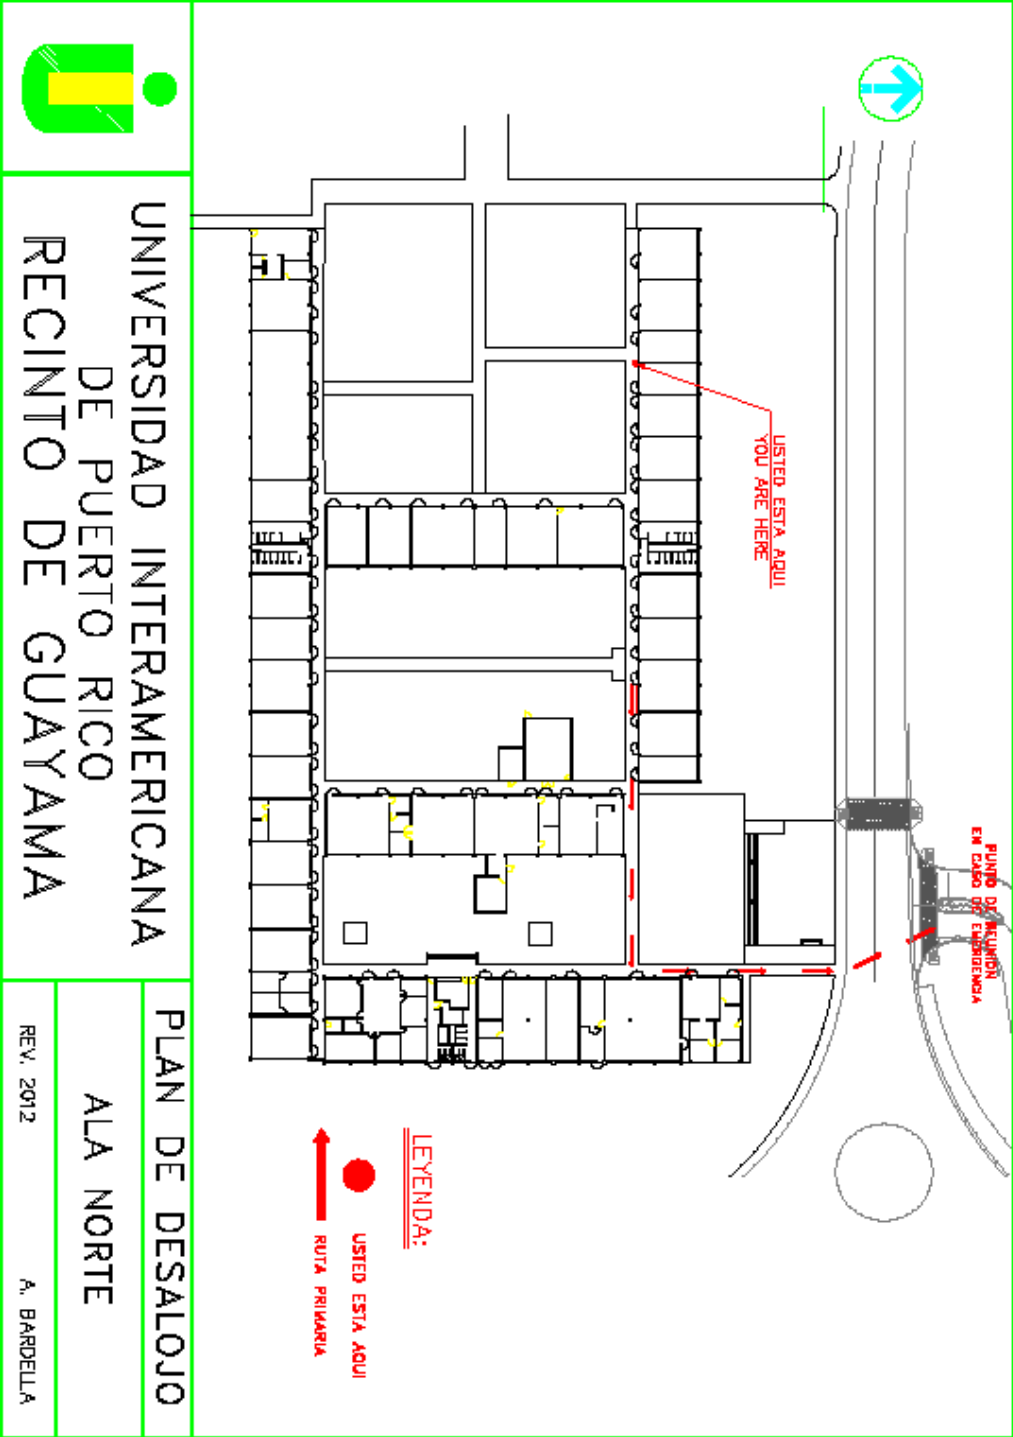 USTED ESTA AQUI
YOU ARE HERE
PUNTO DE REUNION
EN CASO DE EMERGENCIA
LEYENDA:
USTED ESTA AQUI
RUTA PRIMARIA
UNIVERSIDAD INTERAMERICANA
DE PUERTO RICO
RECINTO DE GUAYAMA
PLAN DE DESALOJO
ALA NORTE
REV. 2012
A. BARDELLA